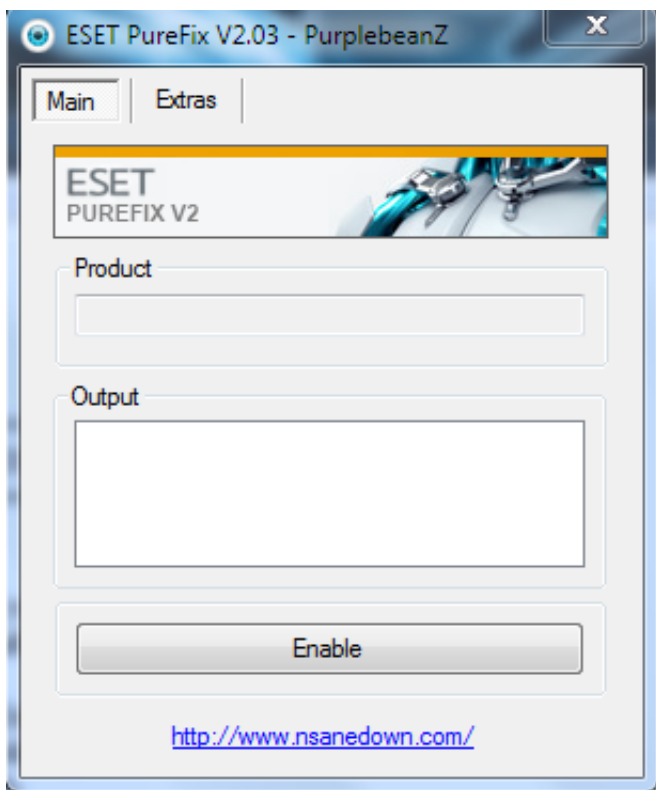 ESET PureFix V2.03 - PurplebeanZ
X
Main
Extras
ESET
PUREFIX V2
Product
Output
Enable
http://www.nsanedown.com/